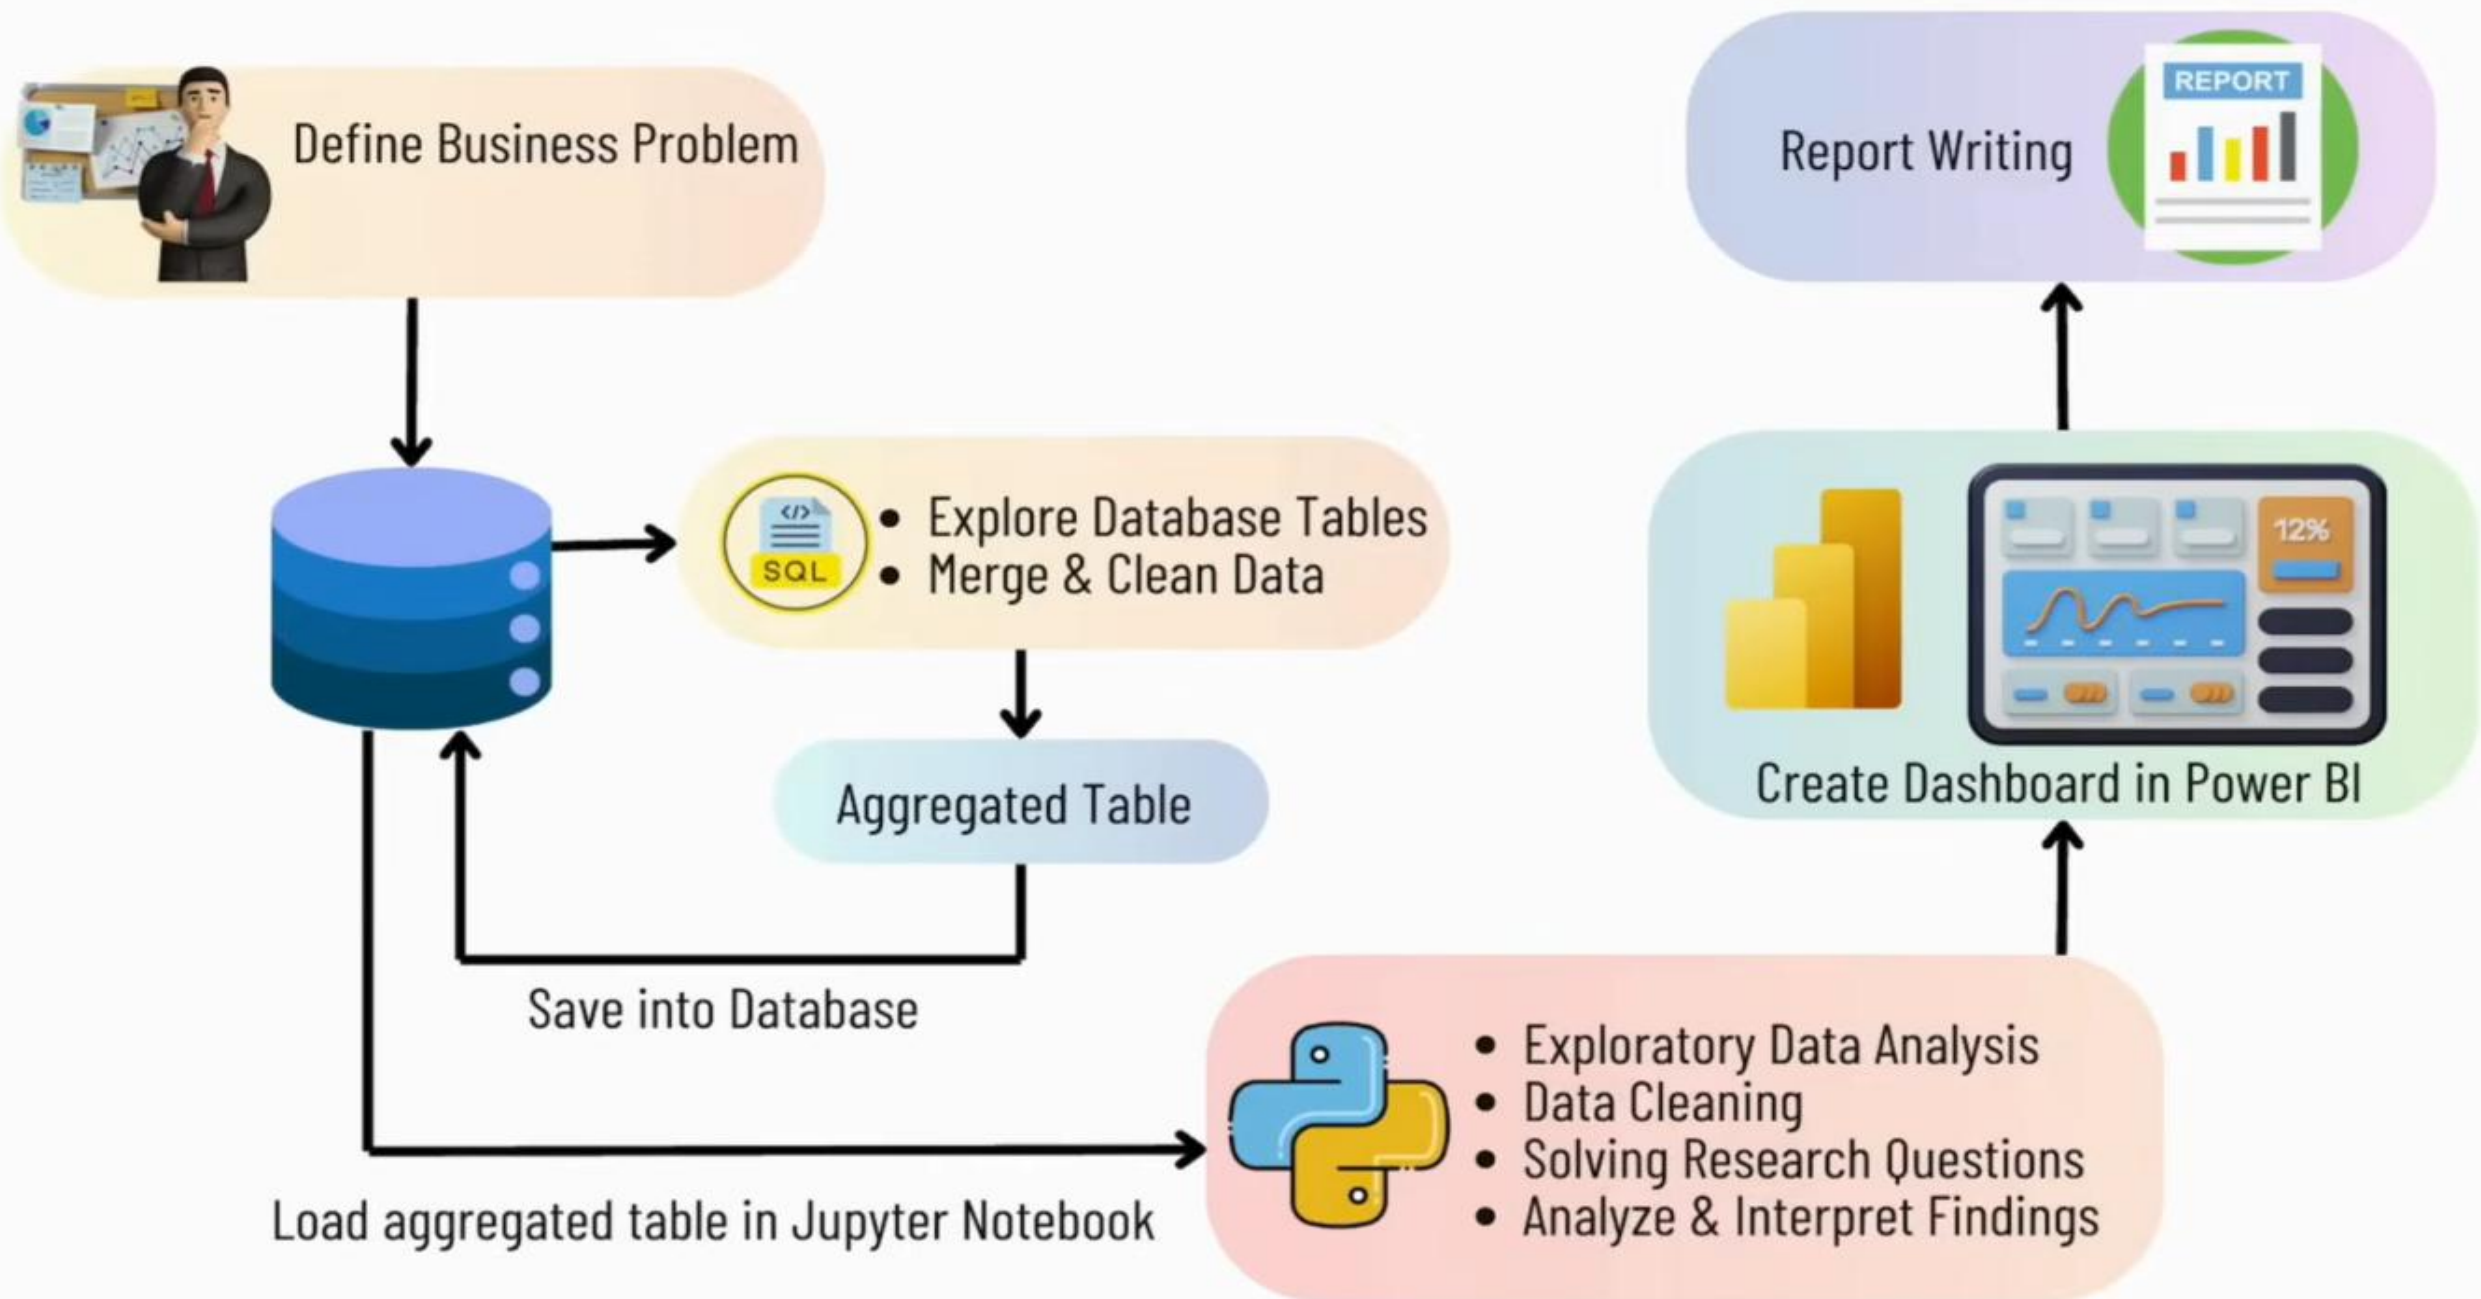 Define Business Problem
</>
SQL
• Explore Database Tables
• Merge & Clean Data
Aggregated Table
Save into Database
Load aggregated table in Jupyter Notebook
• Exploratory Data Analysis
• Data Cleaning
• Solving Research Questions
• Analyze & Interpret Findings
12%
Create Dashboard in Power BI
Report Writing
REPORT